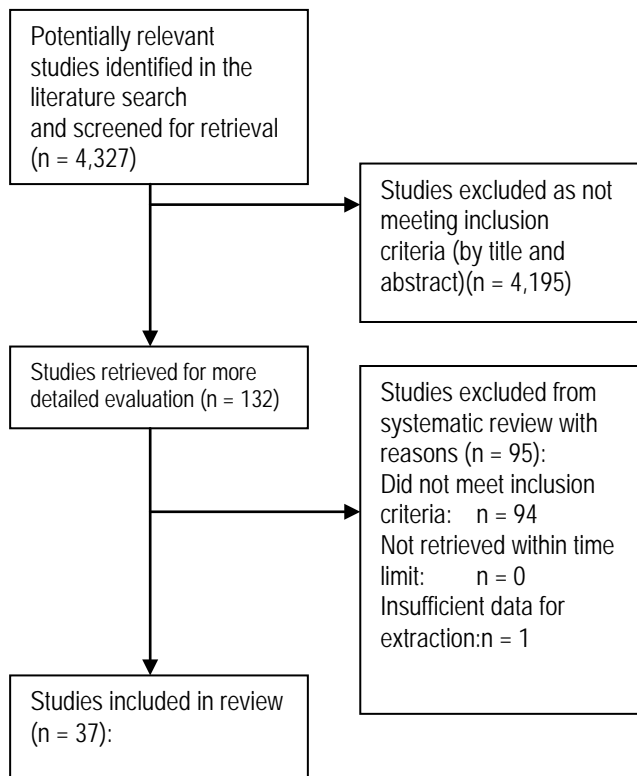 Potentially relevant
studies identified in the
literature search
and screened for retrieval
(n = 4,327)
Studies excluded as not
meeting inclusion
criteria (by title and
abstract)(n = 4,195)
Studies retrieved for more
detailed evaluation (n = 132)
Studies excluded from
systematic review with
reasons (n = 95):
Did not meet inclusion
criteria: n = 94
Not retrieved within time
limit: n = 0
Insufficient data for
extraction:n = 1
Studies included in review
(n = 37):